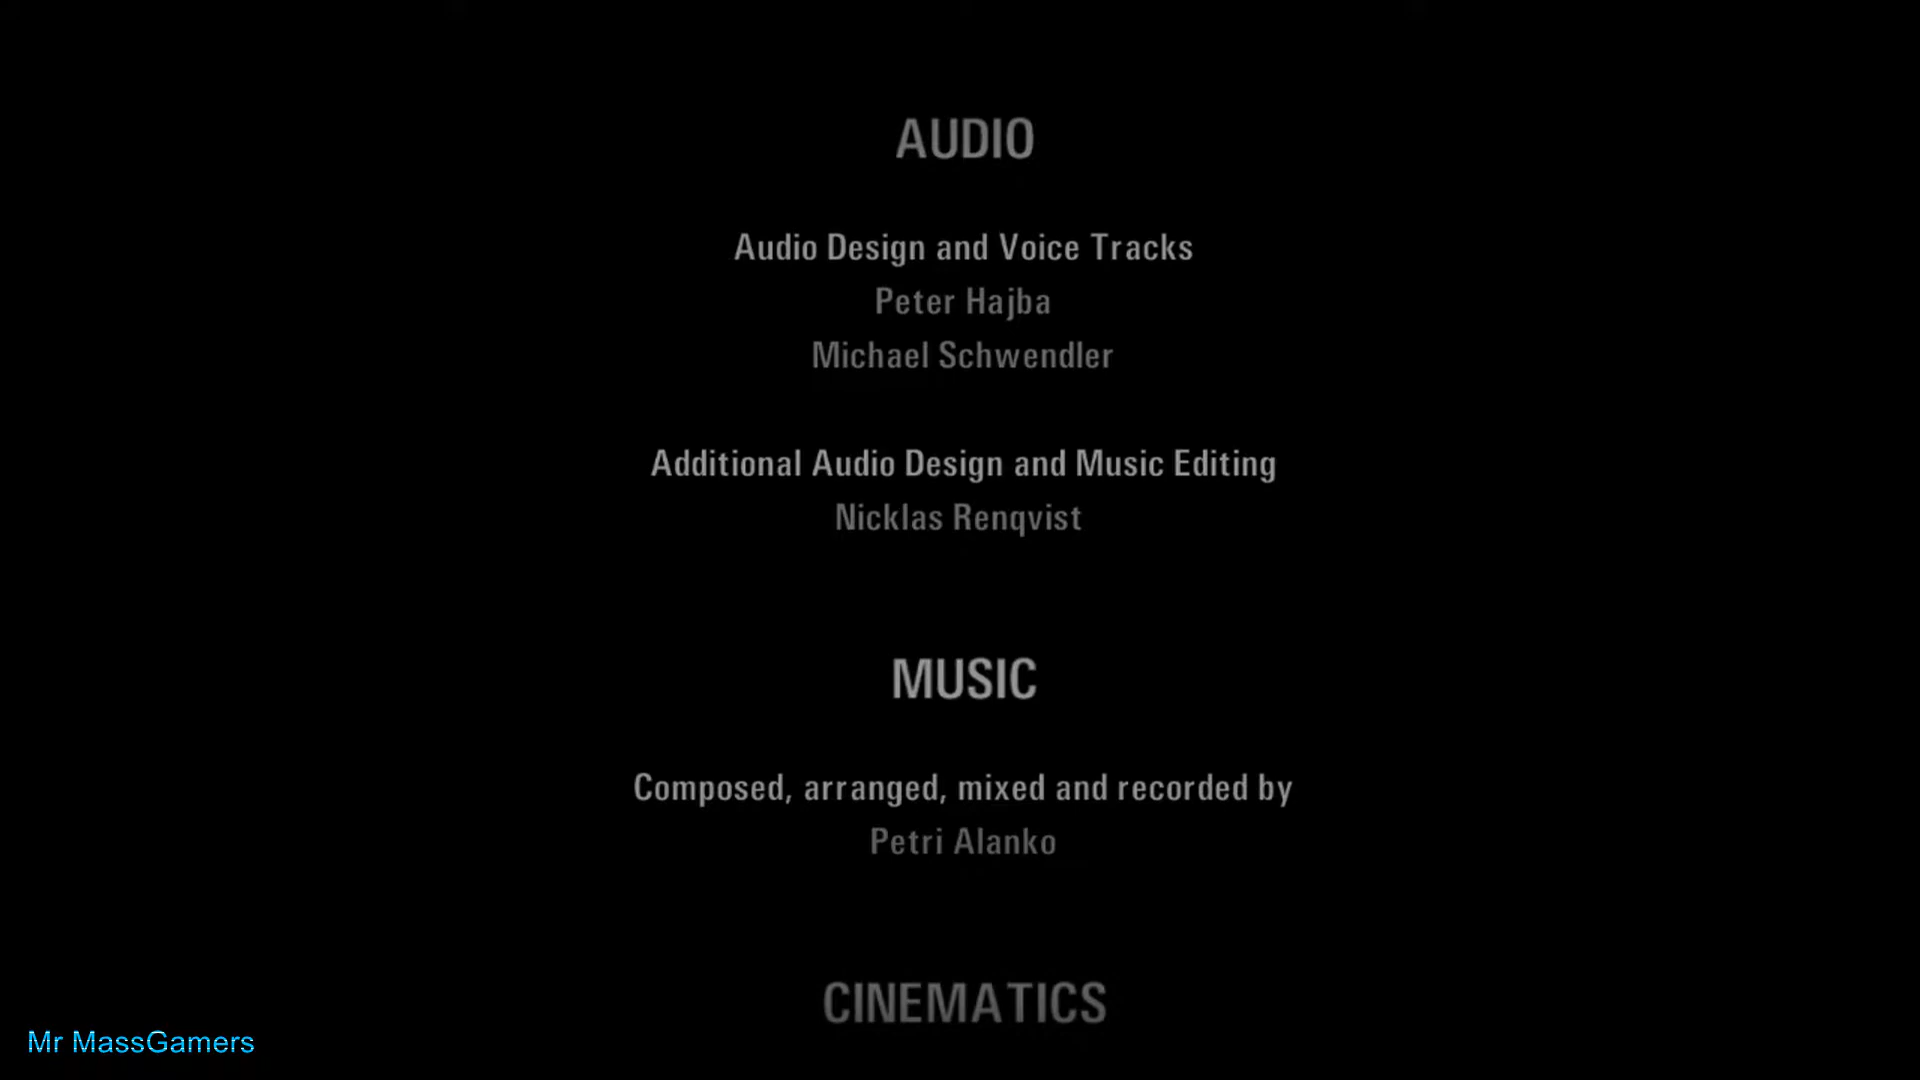 AUDIO
Audio Design and Voice Tracks
Peter Hajba
Michael Schwendler
Additional Audio Design and Music Editing
Nicklas Renqvist
MUSIC
Composed, arranged, mixed and recorded by
Petri Alanko
CINEMATICS
Mr MassGamers